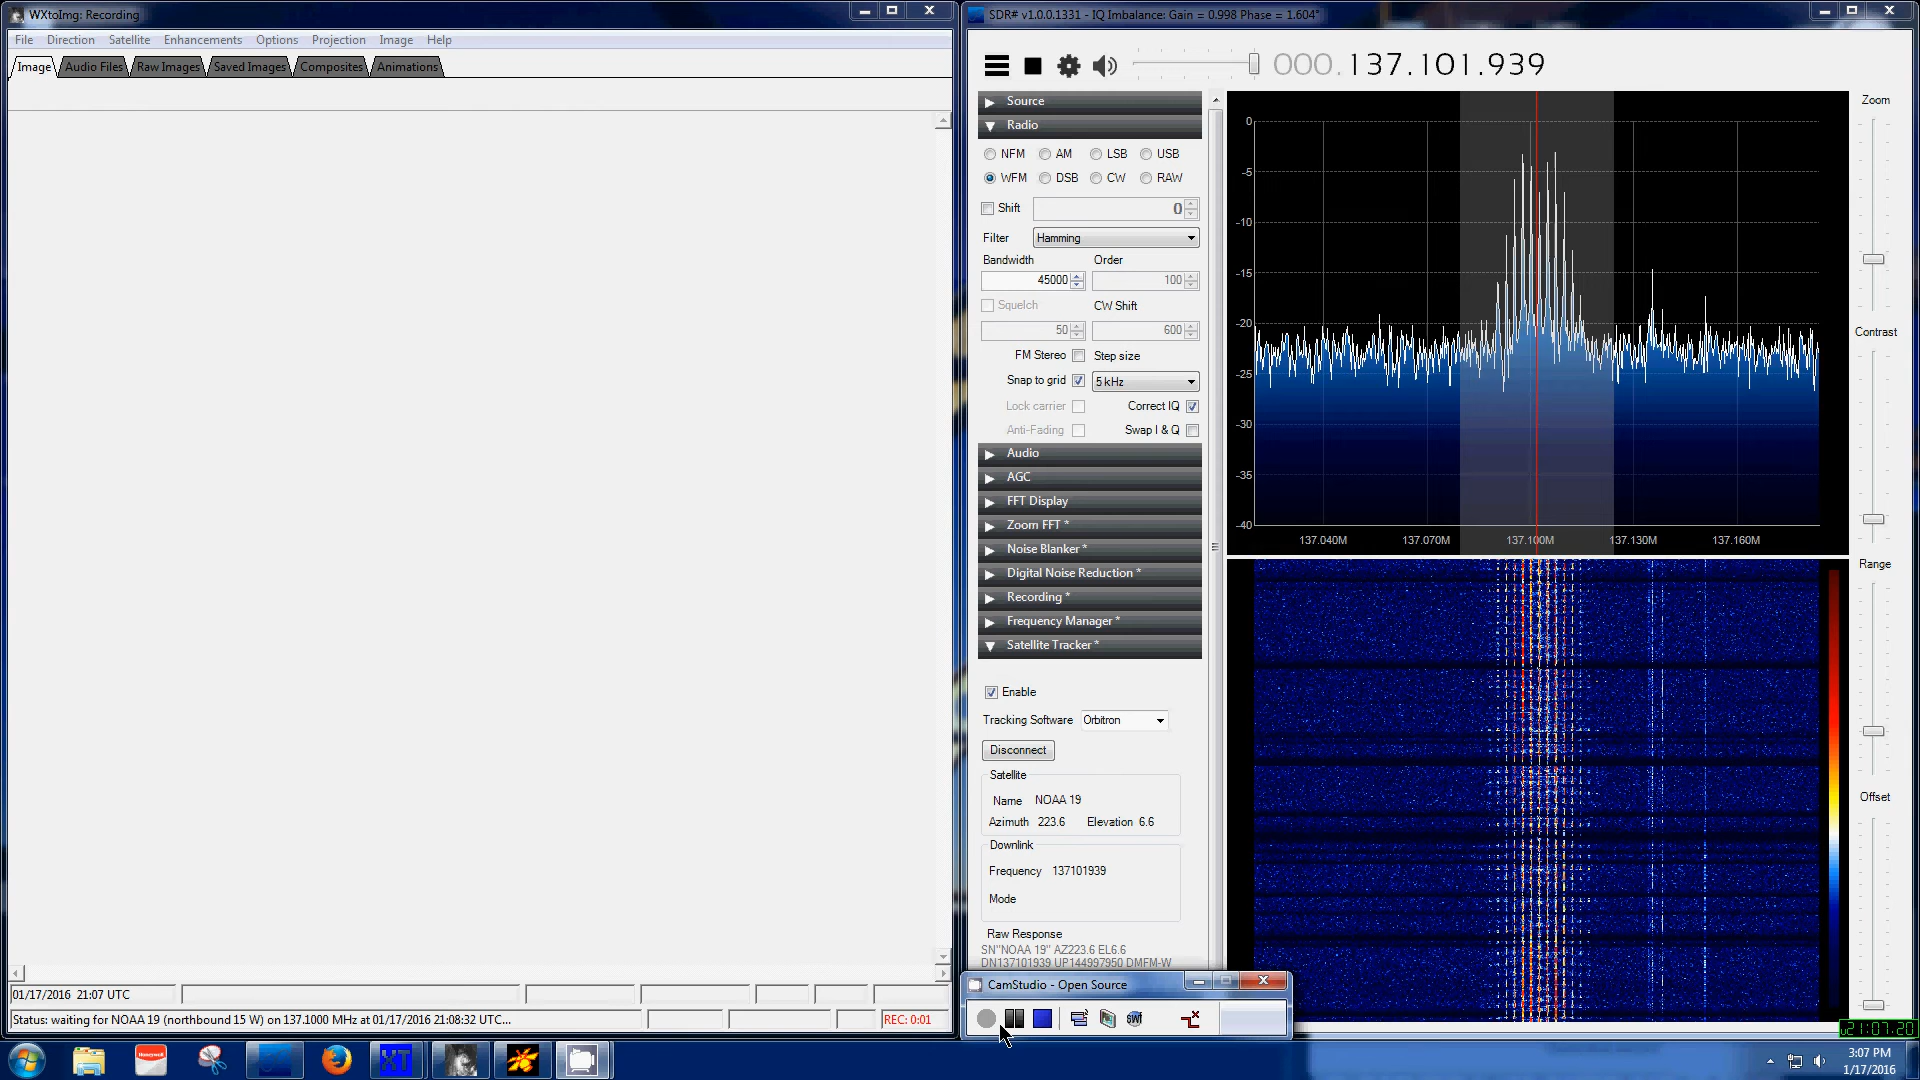 WXtoImg: Recording
File Direction Satellite Enhancements Options Projection Image Help
Image Audio Files Raw Images Saved Images Composites Animations
01/17/2016 21:07 UTC
Status: waiting for NOAA 19 (northbound 15 W) on 137.1000 MHz at 01/17/2016 21:08:32 UTC...
REC: 0:01
SDR# v1.0.0.1331 - IQ Imbalance: Gain = 0.998 Phase = 1.604°
000.137.101.939
Source
Radio
NFM AM LSB USB
WFM DSB CW RAW
Shift 0
Filter Hamming
Bandwidth Order
45000 100
Squelch CW Shift
50 600
FM Stereo Step size
Snap to grid 5 kHz
Lock carrier Correct IQ
Anti-Fading Swap I & Q
Audio
AGC
FFT Display
Zoom FFT *
Noise Blanker *
Digital Noise Reduction *
Recording *
Frequency Manager *
Satellite Tracker *
Enable
Tracking Software Orbitron
Disconnect
Satellite
Name NOAA 19
Azimuth 223.6 Elevation 6.6
Downlink
Frequency 137101939
Mode
Raw Response
SN"NOAA 19" AZ223.6 EL6.6
DN137101939 UP144997950 DMFM-W
0
-5
-10
-15
-20
-25
-30
-35
-40
137.040M 137.070M 137.100M 137.130M 137.160M
Zoom
Contrast
Range
Offset
CamStudio - Open Source
SWf
u21:07.20
Honeywell
XT
3:07 PM
1/17/2016